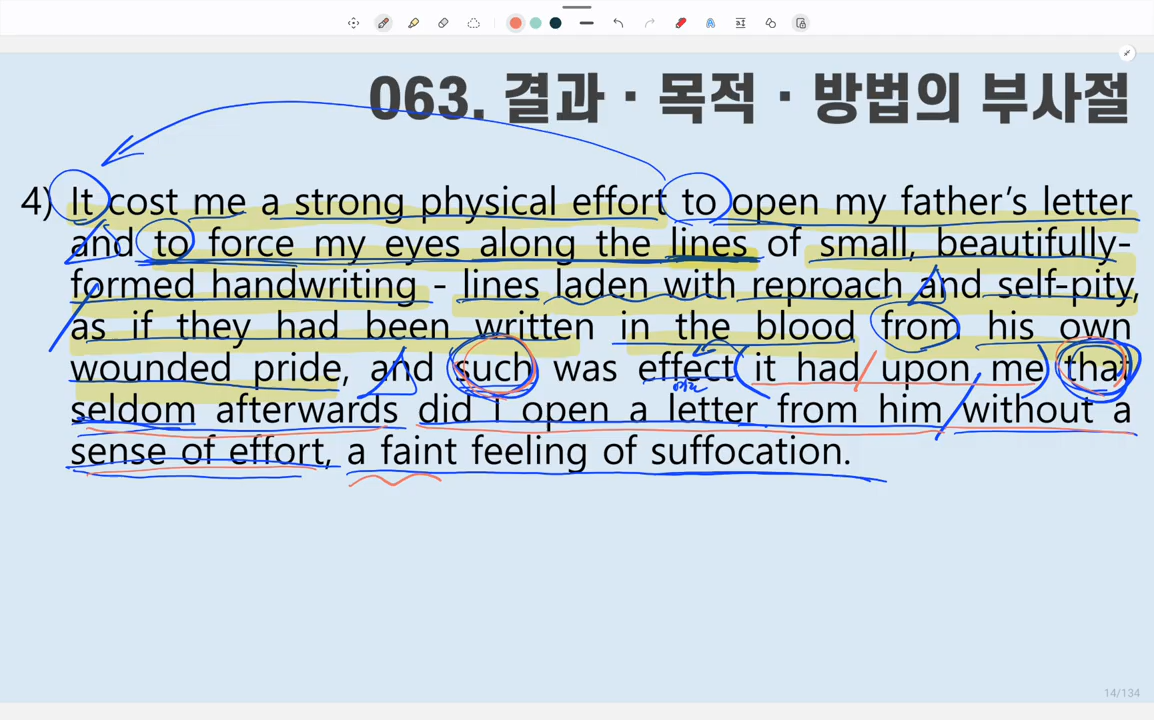 063. 결과 · 목적 · 방법의 부사절
4) It cost me a strong physical effort to open my father’s letter
and to force my eyes along the lines of small, beautifully-
formed handwriting - lines laden with reproach and self-pity,
as if they had been written in the blood from his own
wounded pride, and such was effect it had upon me that
seldom afterwards did I open a letter from him without a
sense of effort, a faint feeling of suffocation.
14/134